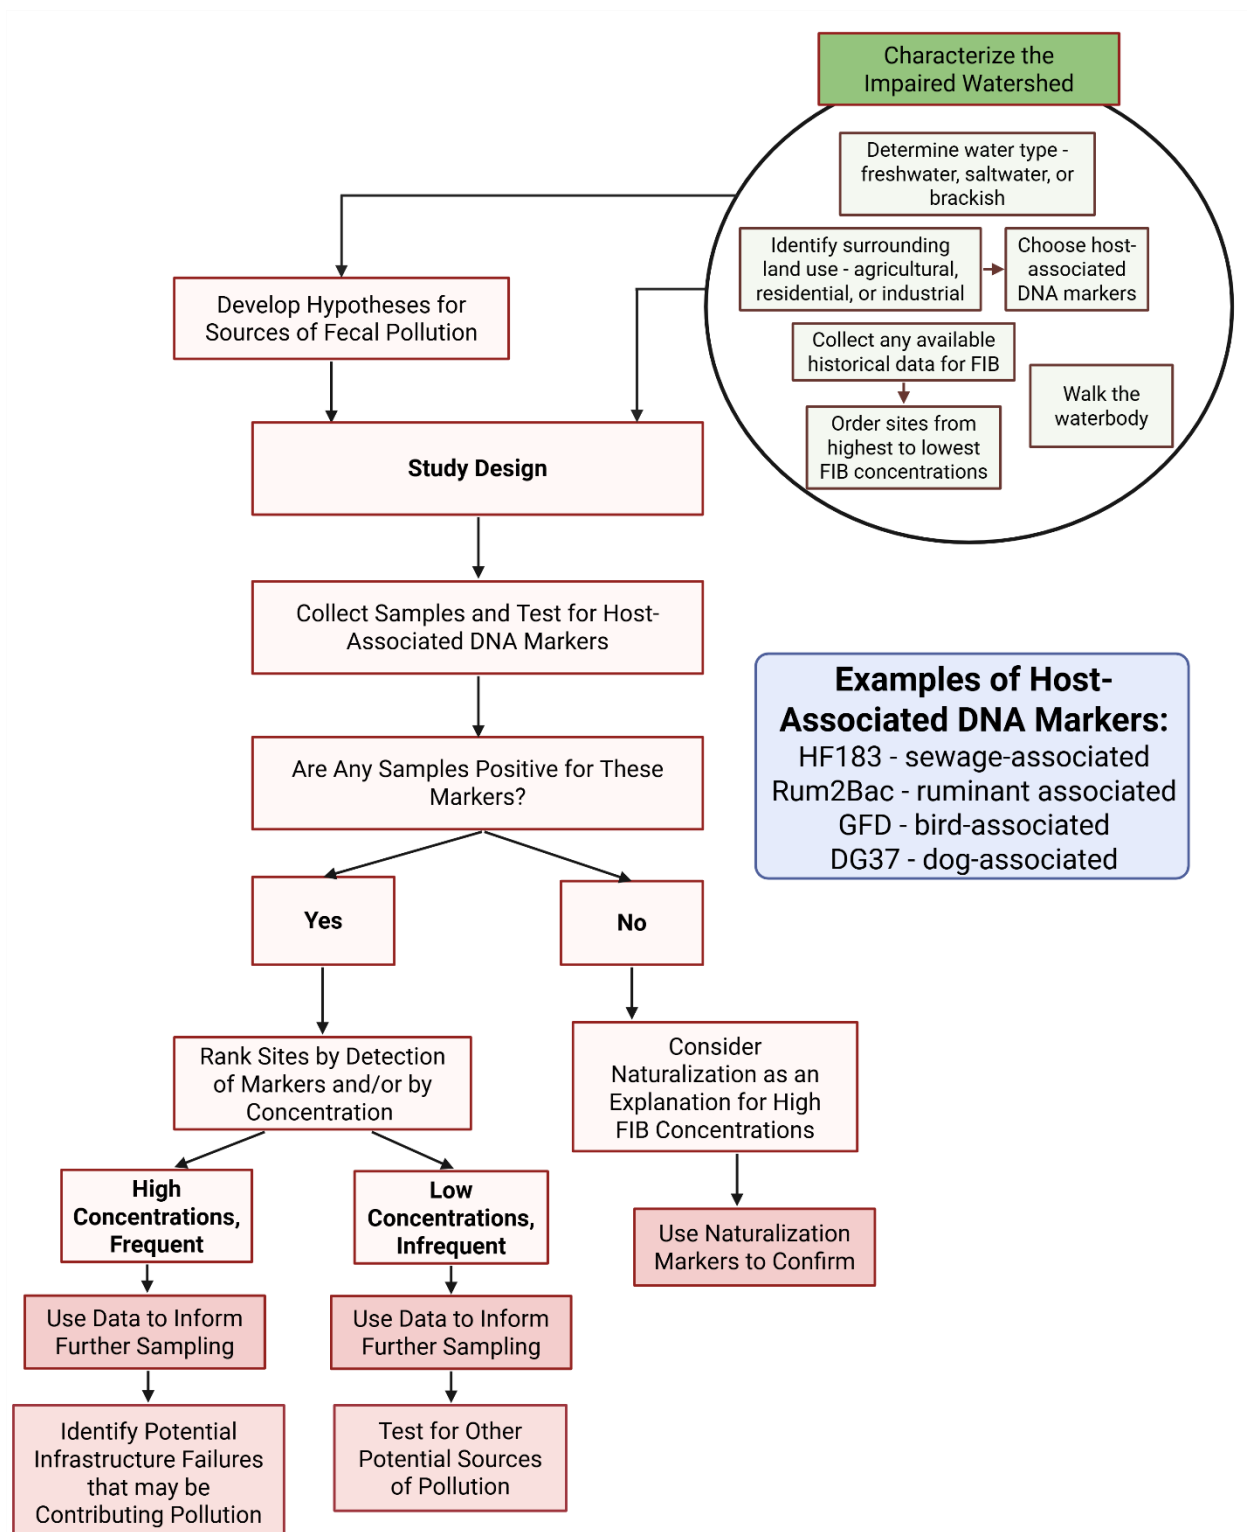 Characterize the
Impaired Watershed
Determine water type -
freshwater, saltwater, or
brackish
Identify surrounding
land use - agricultural,
residential, or industrial
Choose host-
associated
DNA markers
Collect any available
historical data for FIB
Walk the
waterbody
Order sites from
highest to lowest
FIB concentrations
Develop Hypotheses for
Sources of Fecal Pollution
Study Design
Collect Samples and Test for Host-
Associated DNA Markers
Examples of Host-
Associated DNA Markers:
HF183 - sewage-associated
Rum2Bac - ruminant associated
GFD - bird-associated
DG37 - dog-associated
Are Any Samples Positive for These
Markers?
Yes
No
Rank Sites by Detection
of Markers and/or by
Concentration
Consider
Naturalization as an
Explanation for High
FIB Concentrations
High
Concentrations,
Frequent
Low
Concentrations,
Infrequent
Use Naturalization
Markers to Confirm
Use Data to Inform
Further Sampling
Use Data to Inform
Further Sampling
Identify Potential
Infrastructure Failures
that may be
Contributing Pollution
Test for Other
Potential Sources
of Pollution